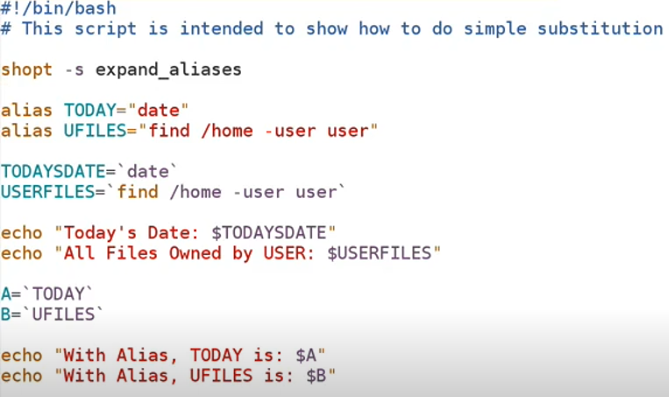 #!/bin/bash
# This script is intended to show how to do simple substitution
shopt -s expand_aliases
alias TODAY="date"
alias UFILES="find /home -user user"
TODAYSDATE=`date`
USERFILES=`find /home -user user`
echo "Today's Date: $TODAYSDATE"
echo "All Files Owned by USER: $USERFILES"
A=`TODAY`
B=`UFILES`
echo "With Alias, TODAY is: $A"
echo "With Alias, UFILES is: $B"